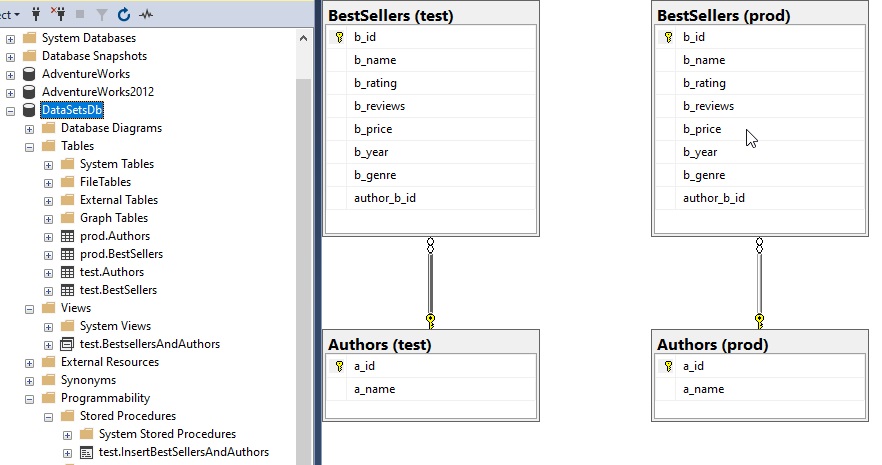 ect
System Databases
Database Snapshots
AdventureWorks
AdventureWorks2012
DataSetsDb
Database Diagrams
Tables
System Tables
FileTables
External Tables
Graph Tables
prod.Authors
prod.BestSellers
test.Authors
test.BestSellers
Views
System Views
test.BestsellersAndAuthors
External Resources
Synonyms
Programmability
Stored Procedures
System Stored Procedures
test.InsertBestSellersAndAuthors
BestSellers (test)
b_id
b_name
b_rating
b_reviews
b_price
b_year
b_genre
author_b_id
Authors (test)
a_id
a_name
BestSellers (prod)
b_id
b_name
b_rating
b_reviews
b_price
b_year
b_genre
author_b_id
Authors (prod)
a_id
a_name